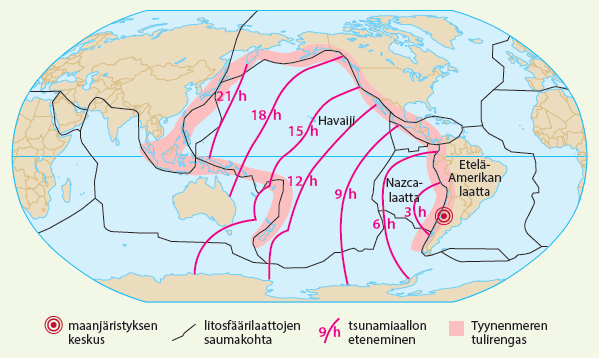 21 h
18 h
Havaiji
15 h
12 h
9 h
Nazca-
laatta
Etelä-
Amerikan
laatta
3 h
6 h
maanjäristyksen
keskus
litosfäärilaattojen
saumakohta
9 h
tsunamiaallon
eteneminen
Tyynenmeren
tulirengas